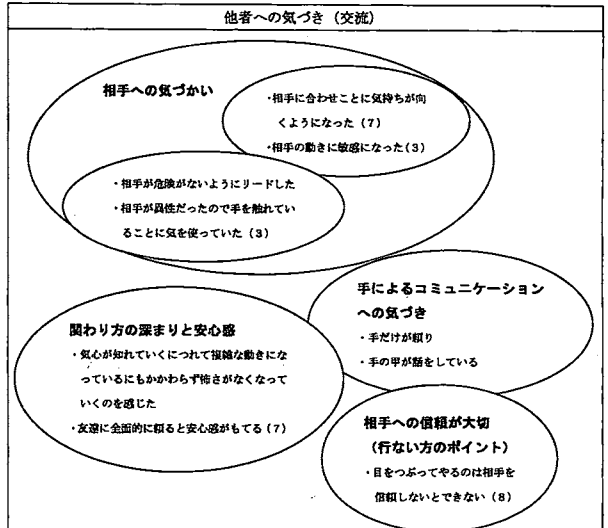 他者への気づき（交流）
相手への気づかい
・相手に合わせことに気持ちが向
くようになった（7）
・相手の動きに敏感になった（3）
・相手が危険がないようにリードした
・相手が異性だったので手を触れてい
ることに気を使っていた（3）
手によるコミュニケーション
への気づき
・手だけが頼り
・手の甲が話をしている
関わり方の深まりと安心感
・気心が知れていくにつれて複雑な動きにな
っているにもかかわらず怖さがなくなって
いくのを感じた
・友達に全面的に頼ると安心感がもてる（7）
相手への信頼が大切
（行ない方のポイント）
・目をつぶってやるのは相手を
信頼しないとできない（8）